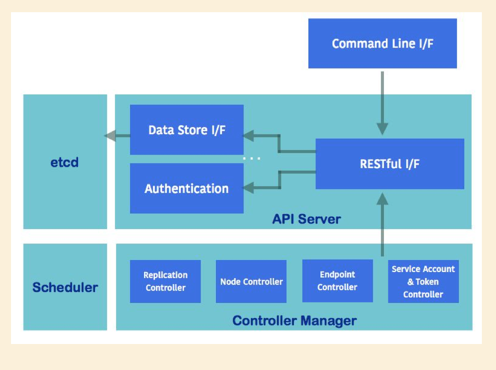 Command Line I/F
Data Store I/F
etcd
...
RESTful I/F
Authentication
API Server
Scheduler
Replication
Controller
Node Controller
Endpoint
Controller
Service Account
& Token
Controller
Controller Manager